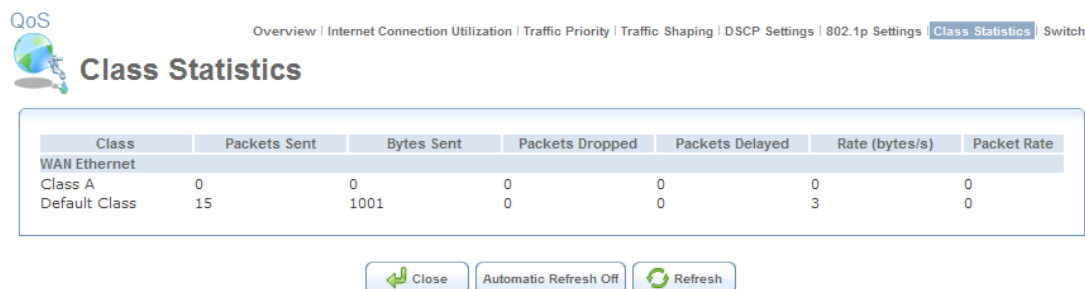 QoS
Overview | Internet Connection Utilization | Traffic Priority | Traffic Shaping | DSCP Settings | 802.1p Settings | Class Statistics | Switch
Class Statistics
Class Packets Sent Bytes Sent Packets Dropped Packets Delayed Rate (bytes/s) Packet Rate
WAN Ethernet
Class A 0 0 0 0 0 0
Default Class 15 1001 0 0 3 0
Close Automatic Refresh Off Refresh